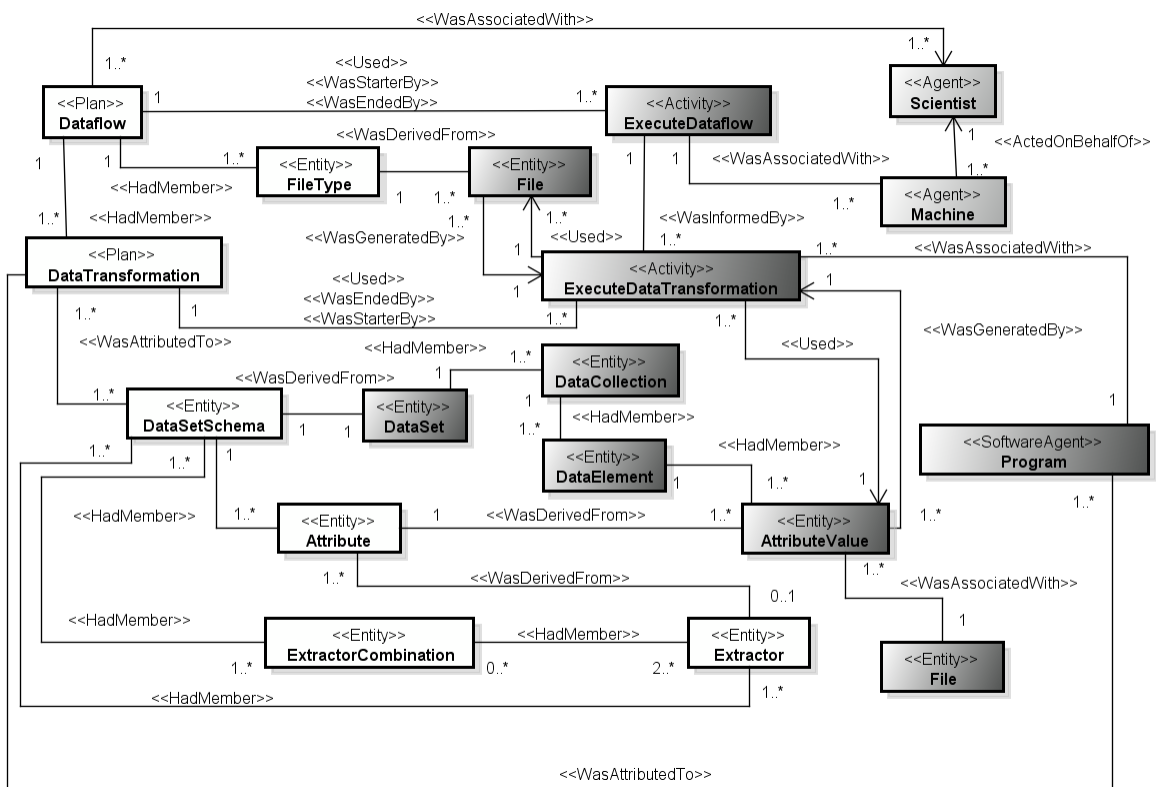 <<WasAssociatedWith>>
1..*
1..*
<<Plan>>
Dataflow
1
<<Used>>
<<WasStarterBy>>
<<WasEndedBy>>
1..*
<<Activity>>
ExecuteDataflow
<<Agent>>
Scientist
1
<<ActedOnBehalfOf>>
1..*
<<Agent>>
Machine
1
1
<<WasDerivedFrom>>
1..*
<<Entity>>
FileType
1
1..*
<<Entity>>
File
1
1
<<WasAssociatedWith>>
1..*
<<HadMember>>
1..*
<<HadMember>>
1..*
<<WasGeneratedBy>>
1
1..*
<<Used>>
1
<<WasInformedBy>>
1..*
<<Plan>>
DataTransformation
<<Activity>>
ExecuteDataTransformation
1..*
<<WasAssociatedWith>>
1
1..*
1
<<Used>>
<<WasEndedBy>>
<<WasStarterBy>>
1..*
1..*
<<WasAttributedTo>>
<<Used>>
<<WasGeneratedBy>>
<<HadMember>>
1..*
<<Entity>>
DataCollection
<<WasDerivedFrom>>
1
1..*
<<Entity>>
DataSetSchema
1
1
<<Entity>>
DataSet
1
<<HadMember>>
1..*
1
<<SoftwareAgent>>
Program
1..*
<<Entity>>
DataElement
1
<<HadMember>>
1..*
1
1..*
1..*
1
<<HadMember>>
1..*
<<Entity>>
Attribute
1
<<WasDerivedFrom>>
1..*
<<Entity>>
AttributeValue
1..*
1..*
<<WasDerivedFrom>>
0..1
1..*
<<WasAssociatedWith>>
1
<<HadMember>>
1..*
<<Entity>>
ExtractorCombination
0..*
<<HadMember>>
2..*
<<Entity>>
Extractor
1..*
<<Entity>>
File
<<HadMember>>
<<WasAttributedTo>>